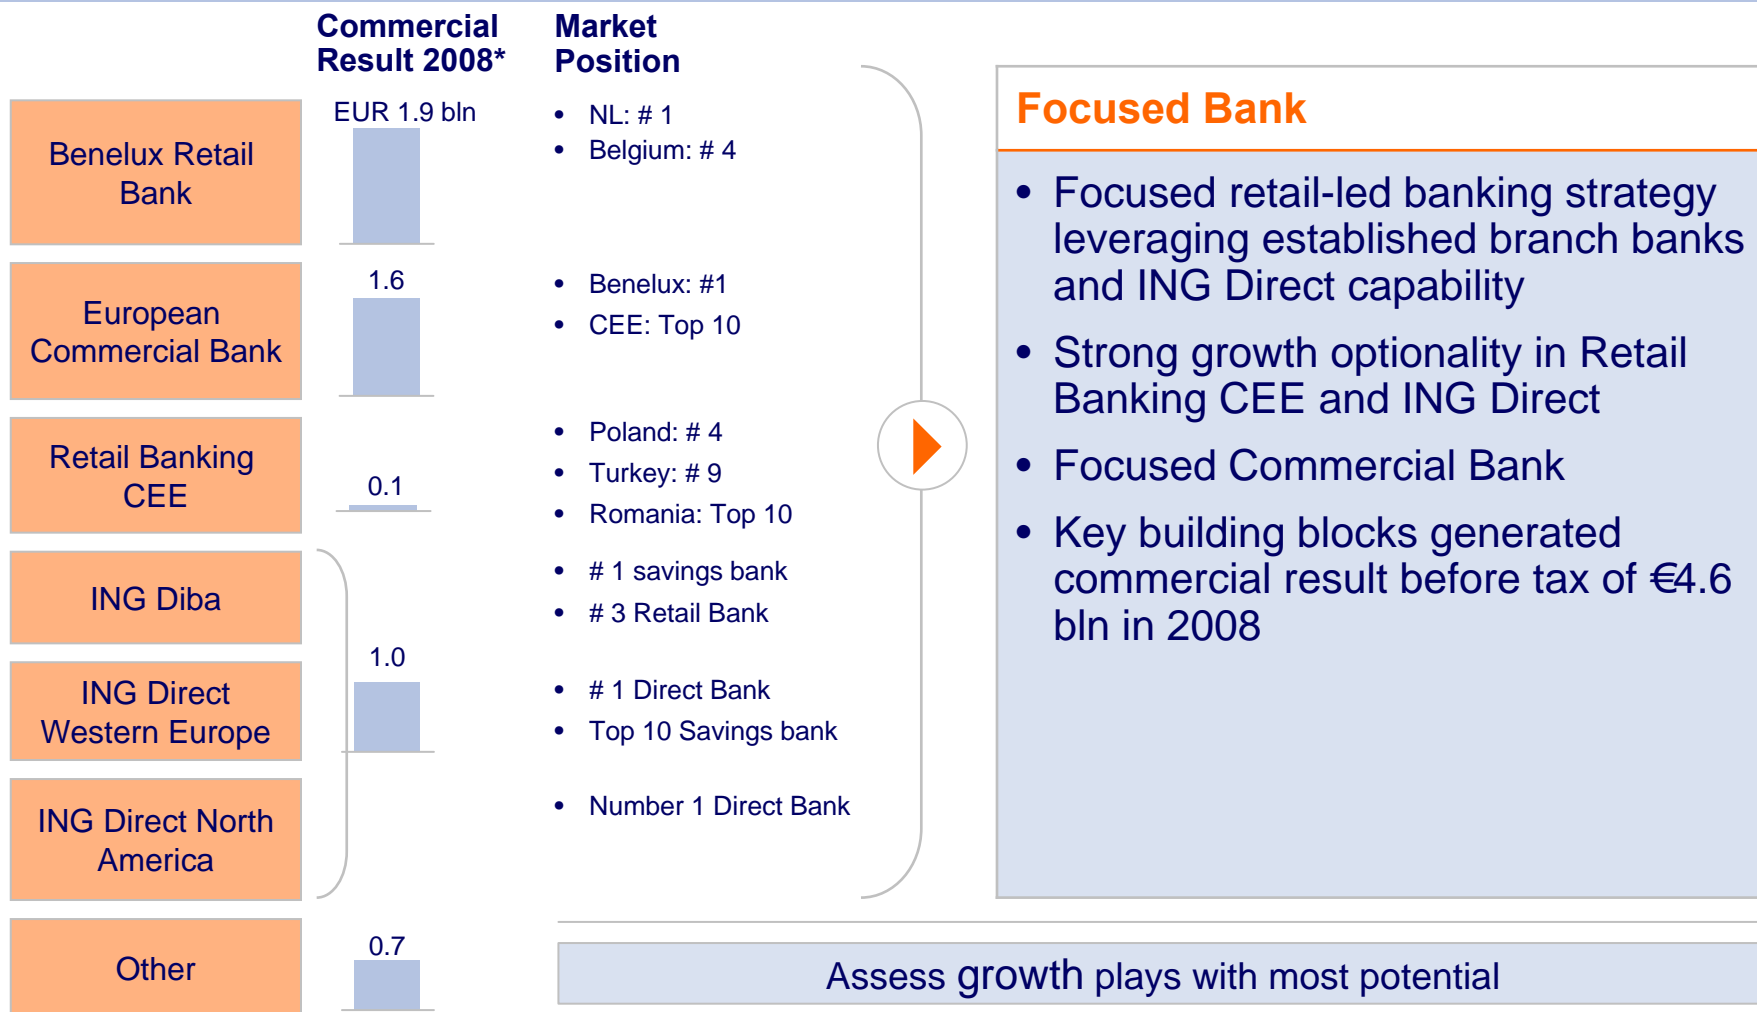 Commercial
Result 2008*
Market
Position
Benelux Retail
Bank
EUR 1.9 bln
• NL: # 1
• Belgium: # 4
European
Commercial Bank
1.6
• Benelux: #1
• CEE: Top 10
Retail Banking
CEE
0.1
• Poland: # 4
• Turkey: # 9
• Romania: Top 10
ING Diba
• # 1 savings bank
• # 3 Retail Bank
1.0
ING Direct
Western Europe
• # 1 Direct Bank
• Top 10 Savings bank
ING Direct North
America
• Number 1 Direct Bank
Other
0.7
Focused Bank
• Focused retail-led banking strategy
leveraging established branch banks
and ING Direct capability
• Strong growth optionality in Retail
Banking CEE and ING Direct
• Focused Commercial Bank
• Key building blocks generated
commercial result before tax of €4.6
bln in 2008
Assess growth plays with most potential